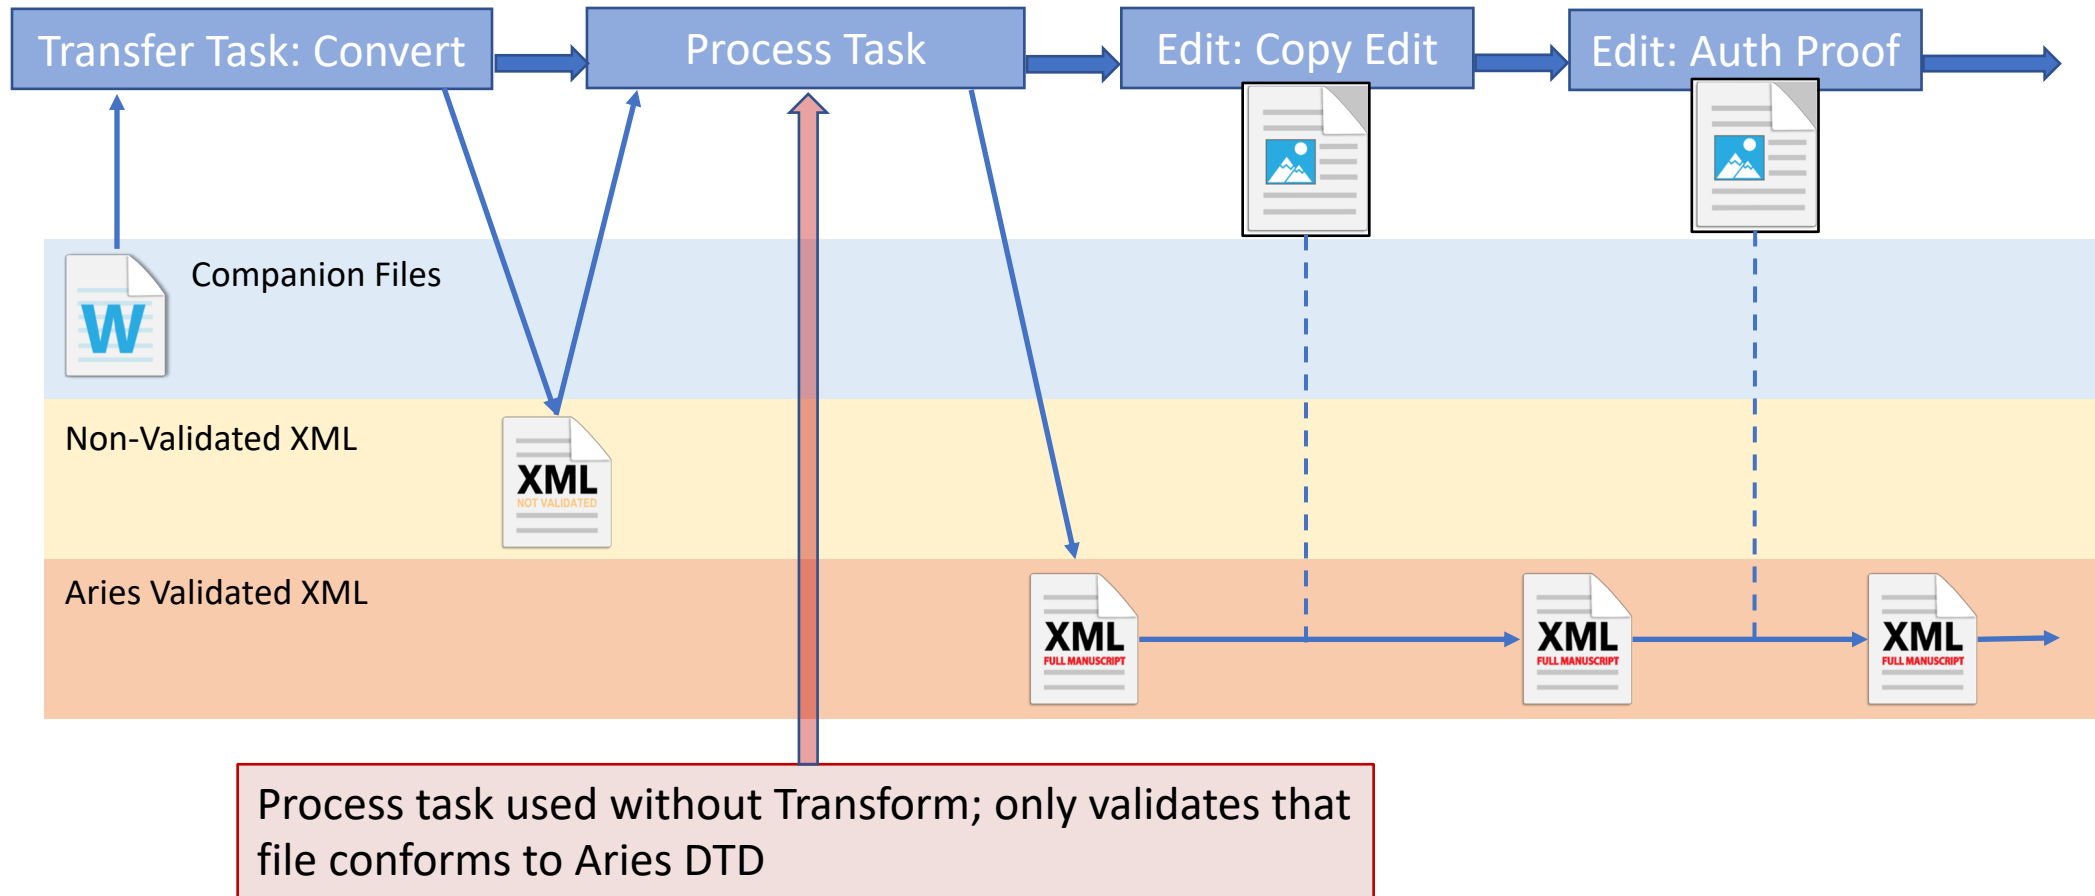 Transfer Task: Convert
Process Task
Edit: Copy Edit
Edit: Auth Proof
W
Companion Files
Non-Validated XML
XML
NOT VALIDATED
Aries Validated XML
XML
FULL MANUSCRIPT
XML
FULL MANUSCRIPT
XML
FULL MANUSCRIPT
Process task used without Transform; only validates that
file conforms to Aries DTD